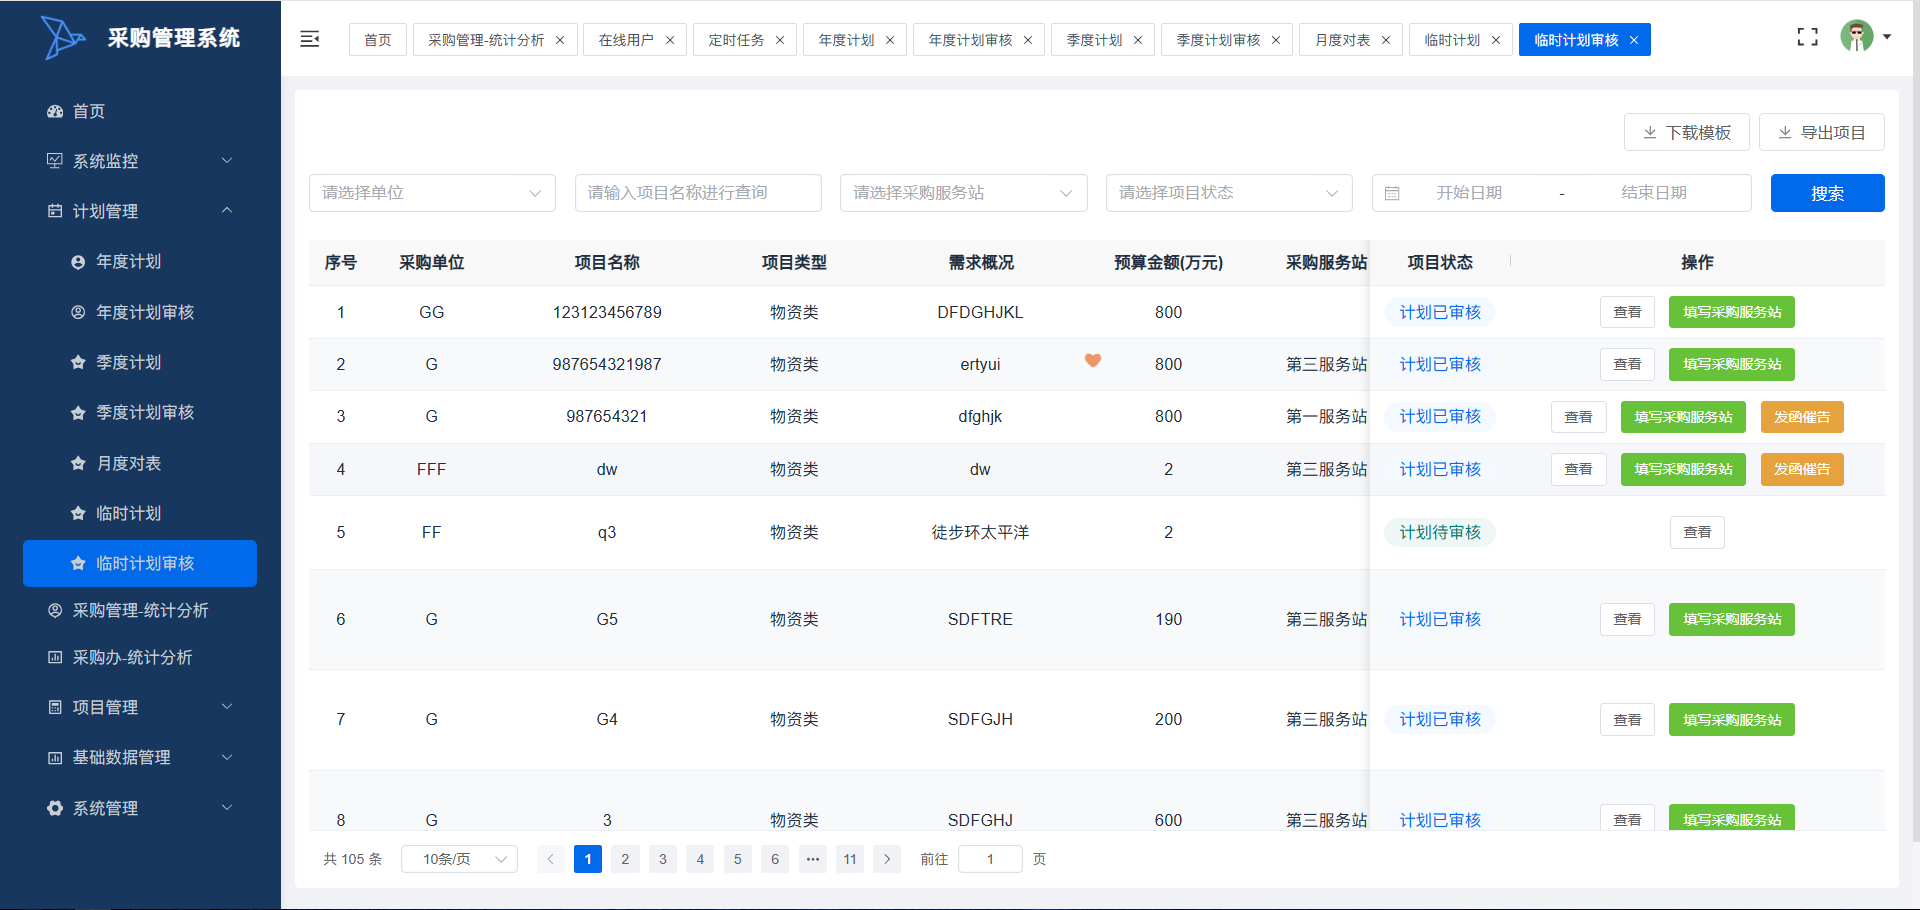 采购管理系统
首页
采购管理-统计分析
在线用户
定时任务
年度计划
年度计划审核
季度计划
季度计划审核
月度对表
临时计划
临时计划审核
首页
系统监控
计划管理
年度计划
年度计划审核
季度计划
季度计划审核
月度对表
临时计划
临时计划审核
采购管理-统计分析
采购办-统计分析
项目管理
基础数据管理
系统管理
下载模板 导出项目
请选择单位 请输入项目名称进行查询 请选择采购服务站 请选择项目状态 开始日期 - 结束日期 搜索
序号 采购单位 项目名称 项目类型 需求概况 预算金额(万元) 采购服务站 项目状态 操作
1 GG 123123456789 物资类 DFDGHJKL 800 计划已审核 查看 填写采购服务站
2 G 987654321987 物资类 ertyui 800 第三服务站 计划已审核 查看 填写采购服务站
3 G 987654321 物资类 dfghjk 800 第一服务站 计划已审核 查看 填写采购服务站 发函催告
4 FFF dw 物资类 dw 2 第三服务站 计划已审核 查看 填写采购服务站 发函催告
5 FF q3 物资类 徒步环太平洋 2 计划待审核 查看
6 G G5 物资类 SDFTRE 190 第三服务站 计划已审核 查看 填写采购服务站
7 G G4 物资类 SDFGJH 200 第三服务站 计划已审核 查看 填写采购服务站
8 G 3 物资类 SDFGHJ 600 第三服务站 计划已审核 查看 填写采购服务站
共 105 条 10条/页 1 2 3 4 5 6 ••• 11 前往 1 页